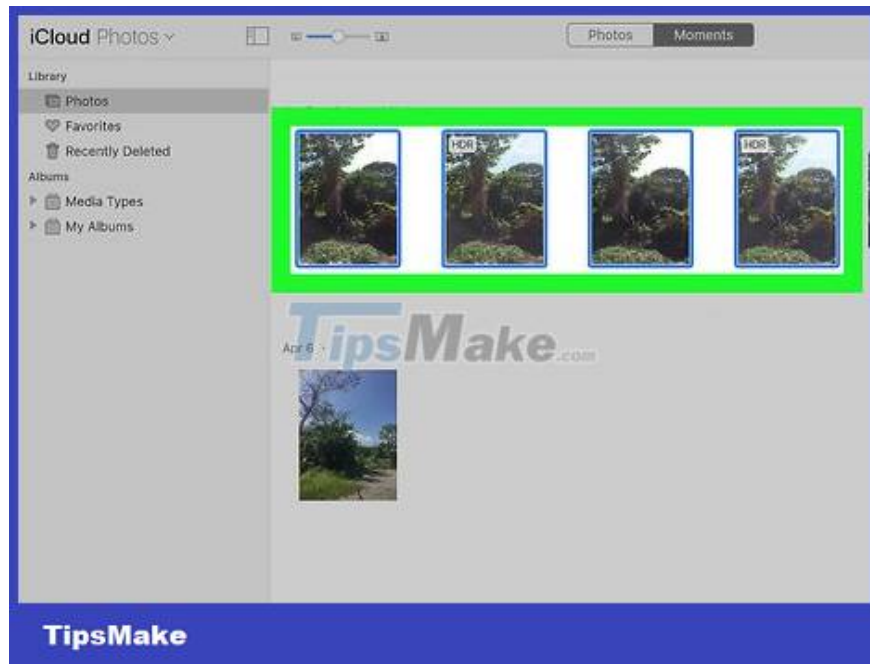 iCloud Photos
Photos Moments
Library
Photos
Favorites
Recently Deleted
Albums
Media Types
My Albums
HDR HDR
Apr 6
TipsMake.com
TipsMake